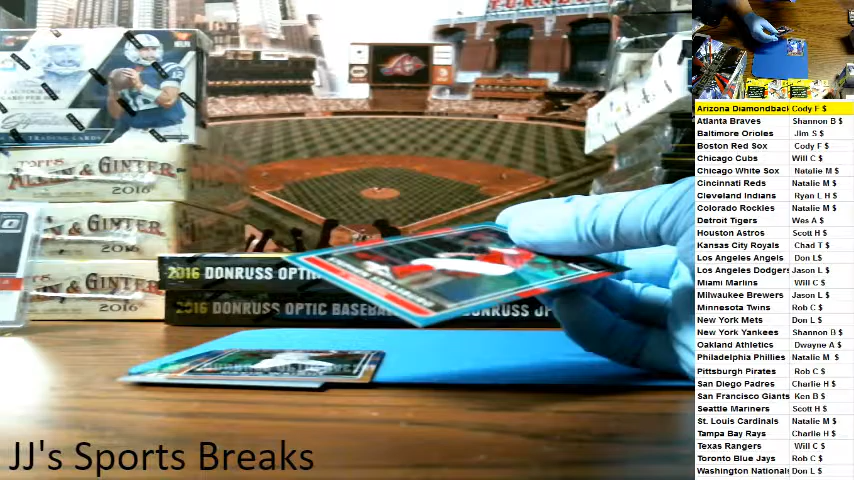 TURNER
TOPPS
ALLEN & GINTER
2016
GINTER
2016
GINTER
2016
2016 DONRUSS OPTI
2016 DONRUSS OPTIC BASEBA
DONRUSS OP
JJ's Sports Breaks
Arizona Diamondback Cody F $
Atlanta Braves Shannon B $
Baltimore Orioles Jim S $
Boston Red Sox Cody F $
Chicago Cubs Will C $
Chicago White Sox Natalie M $
Cincinnati Reds Natalie M $
Cleveland Indians Ryan L H $
Colorado Rockies Natalie M $
Detroit Tigers Wes A $
Houston Astros Scott H $
Kansas City Royals Chad T $
Los Angeles Angels Don L$
Los Angeles Dodgers Jason L $
Miami Marlins Will C $
Milwaukee Brewers Jason L $
Minnesota Twins Rob C $
New York Mets Don L $
New York Yankees Shannon B $
Oakland Athletics Dwayne A $
Philadelphia Phillies Natalie M $
Pittsburgh Pirates Rob C $
San Diego Padres Charlie H $
San Francisco Giants Ken B $
Seattle Mariners Scott H $
St. Louis Cardinals Natalie M $
Tampa Bay Rays Charlie H $
Texas Rangers Will C $
Toronto Blue Jays Rob C $
Washington Nationals Don L $